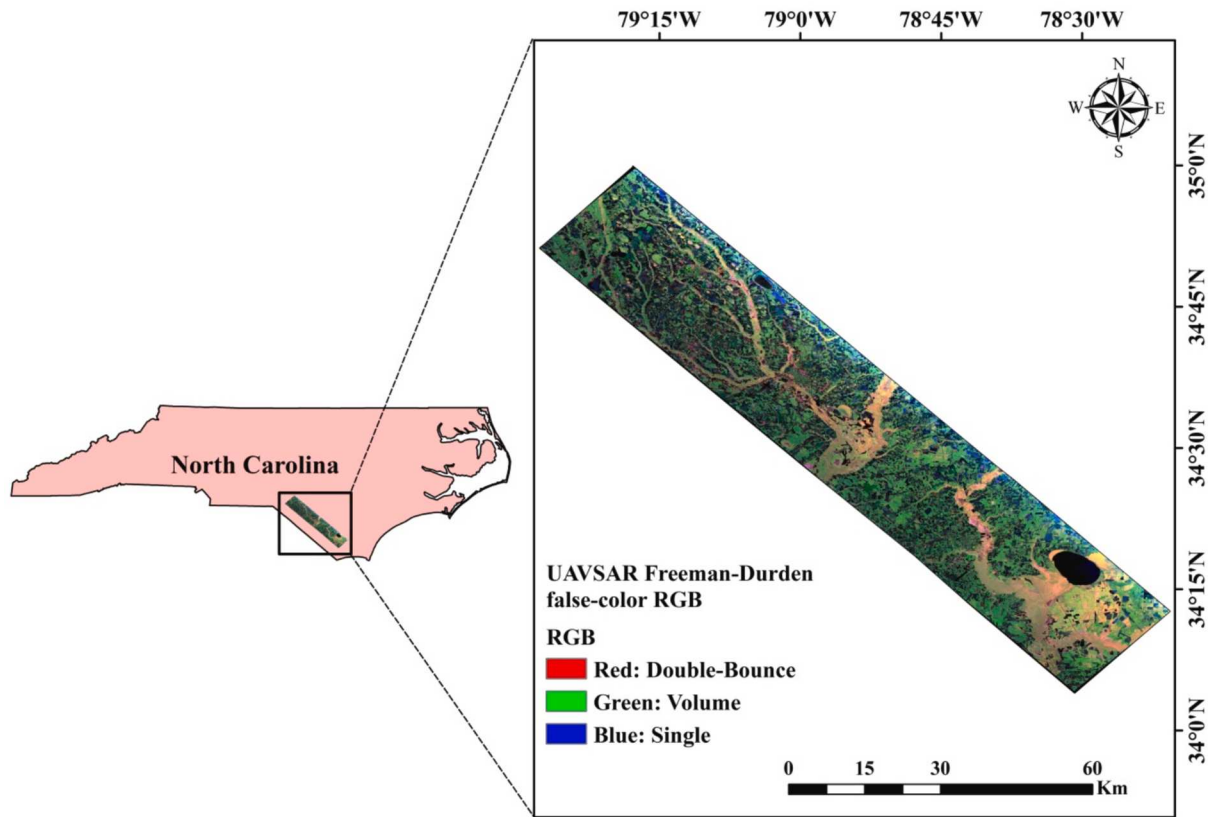 79°15'W 79°0'W 78°45'W 78°30'W
N
W E
S
35°0'N
34°45'N
34°30'N
34°15'N
34°0'N
North Carolina
UAVSAR Freeman-Durden
false-color RGB
RGB
Red: Double-Bounce
Green: Volume
Blue: Single
0 15 30 60
Km